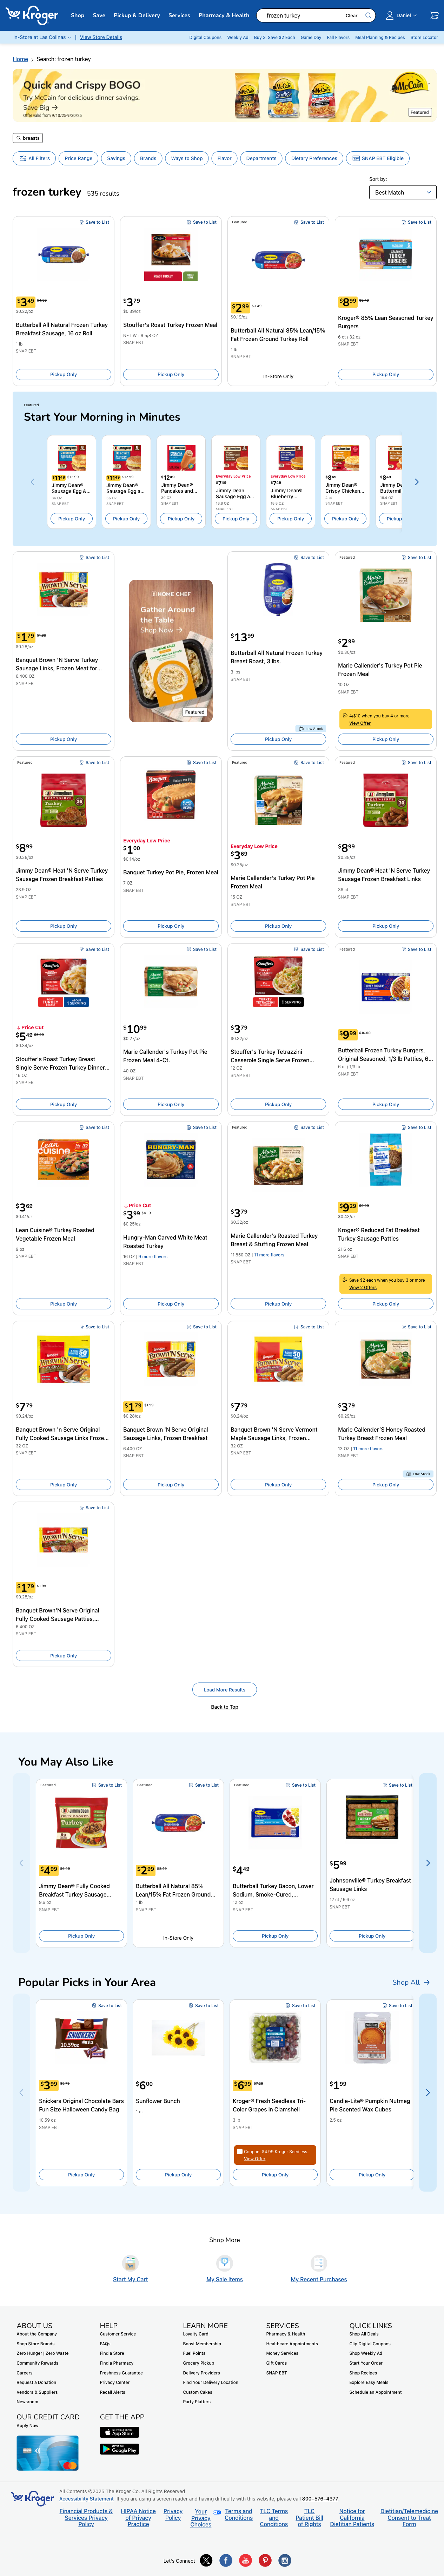 Kroger
Shop Save Pickup & Delivery Services Pharmacy & Health
frozen turkey Clear
Daniel
In-Store at Las Colinas | View Store Details
Digital Coupons Weekly Ad Buy 3, Save $2 Each Game Day Fall Flavors Meal Planning & Recipes Store Locator
Home > Search: frozen turkey
Quick and Crispy BOGO
Try McCain for delicious dinner savings.
Save Big →
Offer valid from 9/10/25-9/30/25
Featured
breasts
All Filters Price Range Savings Brands Ways to Shop Flavor Departments Dietary Preferences SNAP EBT Eligible
Sort by:
Best Match
frozen turkey 535 results
Save to List
$3.49
$0.22/oz
Butterball All Natural Frozen Turkey
Breakfast Sausage, 16 oz Roll
1 lb
SNAP EBT
Pickup Only
Save to List
$3.79
Stouffer's Roast Turkey Frozen Meal
NET WT 9 5/8 OZ
SNAP EBT
Pickup Only
Featured
Save to List
$2.99
Butterball All Natural 85% Lean/15%
Fat Frozen Ground Turkey Roll
1 lb
SNAP EBT
In-Store Only
Save to List
$8.99
Kroger® 85% Lean Seasoned Turkey
Burgers
6 ct / 32 oz
SNAP EBT
Pickup Only
Featured
Start Your Morning in Minutes
Jimmy Dean®
Sausage Egg &...
Pickup Only
Jimmy Dean®
Sausage Egg a...
Pickup Only
Jimmy Dean®
Pancakes and...
Pickup Only
Everyday Low Price
Jimmy Dean
Sausage Egg a...
Pickup Only
Everyday Low Price
Jimmy Dean®
Blueberry...
Pickup Only
Jimmy Dean®
Crispy Chicken...
Pickup Only
Save to List
$1.79
$0.28/oz
Banquet Brown 'N Serve Turkey
Sausage Links, Frozen Meat for...
6.400 OZ
SNAP EBT
Pickup Only
HOME CHEF
Gather Around
the Table
Shop Now →
Featured
Save to List
$13.99
Butterball All Natural Frozen Turkey
Breast Roast, 3 lbs.
3 lbs
SNAP EBT
Low Stock
Pickup Only
Featured
Save to List
$2.99
$0.30/oz
Marie Callender's Turkey Pot Pie
Frozen Meal
10 OZ
SNAP EBT
4/$10 when you buy 4 or more
View Offer
Pickup Only
Featured
Save to List
$8.99
Jimmy Dean® Heat 'N Serve Turkey
Sausage Frozen Breakfast Patties
23.9 OZ
SNAP EBT
Pickup Only
Save to List
Everyday Low Price
$1.00
$0.14/oz
Banquet Turkey Pot Pie, Frozen Meal
7 OZ
SNAP EBT
Pickup Only
Save to List
Everyday Low Price
$3.69
$0.25/oz
Marie Callender's Turkey Pot Pie
Frozen Meal
15 OZ
SNAP EBT
Pickup Only
Featured
Save to List
$8.99
Jimmy Dean® Heat 'N Serve Turkey
Sausage Frozen Breakfast Links
36 ct
SNAP EBT
Pickup Only
Save to List
Price Cut
$5.49
$0.34/oz
Stouffer's Roast Turkey Breast
Single Serve Frozen Turkey Dinner...
16 OZ
SNAP EBT
Pickup Only
Save to List
$10.99
$0.27/oz
Marie Callender's Turkey Pot Pie
Frozen Meal 4-Ct.
40 OZ
SNAP EBT
Pickup Only
Save to List
$3.79
$0.32/oz
Stouffer's Turkey Tetrazzini
Casserole Single Serve Frozen...
12 OZ
SNAP EBT
Pickup Only
Featured
Save to List
$9.99
Butterball Frozen Turkey Burgers,
Original Seasoned, 1/3 lb Patties, 6...
6 ct / 1/3 lb
SNAP EBT
Pickup Only
Save to List
$3.69
Lean Cuisine® Turkey Roasted
Vegetable Frozen Meal
9 oz
SNAP EBT
Pickup Only
Save to List
Price Cut
$3.99
$0.25/oz
Hungry-Man Carved White Meat
Roasted Turkey
16 OZ | 9 more flavors
SNAP EBT
Pickup Only
Featured
Save to List
$3.79
$0.32/oz
Marie Callender's Roasted Turkey
Breast & Stuffing Frozen Meal
11.850 OZ | 11 more flavors
SNAP EBT
Pickup Only
Save to List
$9.29
$0.43/oz
Kroger® Reduced Fat Breakfast
Turkey Sausage Patties
21.6 oz
SNAP EBT
Save $2 each when you buy 3 or more
View 2 Offers
Pickup Only
Save to List
$7.79
$0.24/oz
Banquet Brown 'n Serve Original
Fully Cooked Sausage Links Froze...
32 OZ
SNAP EBT
Pickup Only
Save to List
$1.79
$0.28/oz
Banquet Brown 'N Serve Original
Sausage Links, Frozen Breakfast
6.400 OZ
SNAP EBT
Pickup Only
Save to List
$7.79
$0.24/oz
Banquet Brown 'N Serve Vermont
Maple Sausage Links, Frozen...
32 OZ
SNAP EBT
Pickup Only
Save to List
$3.79
$0.29/oz
Marie Callender'S Honey Roasted
Turkey Breast Frozen Meal
13 OZ | 11 more flavors
SNAP EBT
Low Stock
Pickup Only
Save to List
$1.79
$0.28/oz
Banquet Brown'N Serve Original
Fully Cooked Sausage Patties,...
6.400 OZ
SNAP EBT
Pickup Only
Load More Results
Back to Top
You May Also Like
Featured
Save to List
$4.99
Jimmy Dean® Fully Cooked
Breakfast Turkey Sausage...
9.6 oz
SNAP EBT
Pickup Only
Featured
Save to List
$2.99
Butterball All Natural 85%
Lean/15% Fat Frozen Ground...
1 lb
SNAP EBT
In-Store Only
Featured
Save to List
$4.49
Butterball Turkey Bacon, Lower
Sodium, Smoke-Cured,...
12 oz
SNAP EBT
Pickup Only
Save to List
$5.99
Johnsonville® Turkey Breakfast
Sausage Links
12 ct / 9.6 oz
SNAP EBT
Pickup Only
Popular Picks in Your Area
Shop All →
Save to List
$3.99
Snickers Original Chocolate Bars
Fun Size Halloween Candy Bag
10.59 oz
SNAP EBT
Pickup Only
Save to List
$6.00
Sunflower Bunch
1 ct
Pickup Only
Save to List
$6.99
Kroger® Fresh Seedless Tri-
Color Grapes in Clamshell
3 lb
SNAP EBT
Coupon: $4.99 Kroger Seedless...
View Offer
Pickup Only
Save to List
$1.99
Candle-Lite® Pumpkin Nutmeg
Pie Scented Wax Cubes
2.5 oz
Pickup Only
Shop More
Start My Cart
My Sale Items
My Recent Purchases
ABOUT US
About the Company
Shop Store Brands
Zero Hunger | Zero Waste
Community Rewards
Careers
Request a Donation
Vendors & Suppliers
Newsroom
HELP
Customer Service
FAQs
Find a Store
Find a Pharmacy
Freshness Guarantee
Privacy Center
Recall Alerts
LEARN MORE
Loyalty Card
Boost Membership
Fuel Points
Grocery Pickup
Delivery Providers
Find Your Delivery Location
Custom Cakes
Party Platters
SERVICES
Pharmacy & Health
Healthcare Appointments
Money Services
Gift Cards
SNAP EBT
QUICK LINKS
Shop All Deals
Clip Digital Coupons
Shop Weekly Ad
Start Your Order
Shop Recipes
Explore Easy Meals
Schedule an Appointment
OUR CREDIT CARD
Apply Now
GET THE APP
App Store
Google Play
Kroger
All Contents ©2025 The Kroger Co. All Rights Reserved
Accessibility Statement If you are using a screen reader and having difficulty with this website, please call 800-576-4377.
Financial Products &
Services Privacy
Policy
HIPAA Notice
of Privacy
Practice
Privacy
Policy
Your
Privacy
Choices
Terms and
Conditions
TLC Terms
and
Conditions
TLC
Patient Bill
of Rights
Notice for
California
Dietitian Patients
Dietitian/Telemedicine
Consent to Treat
Form
Let's Connect